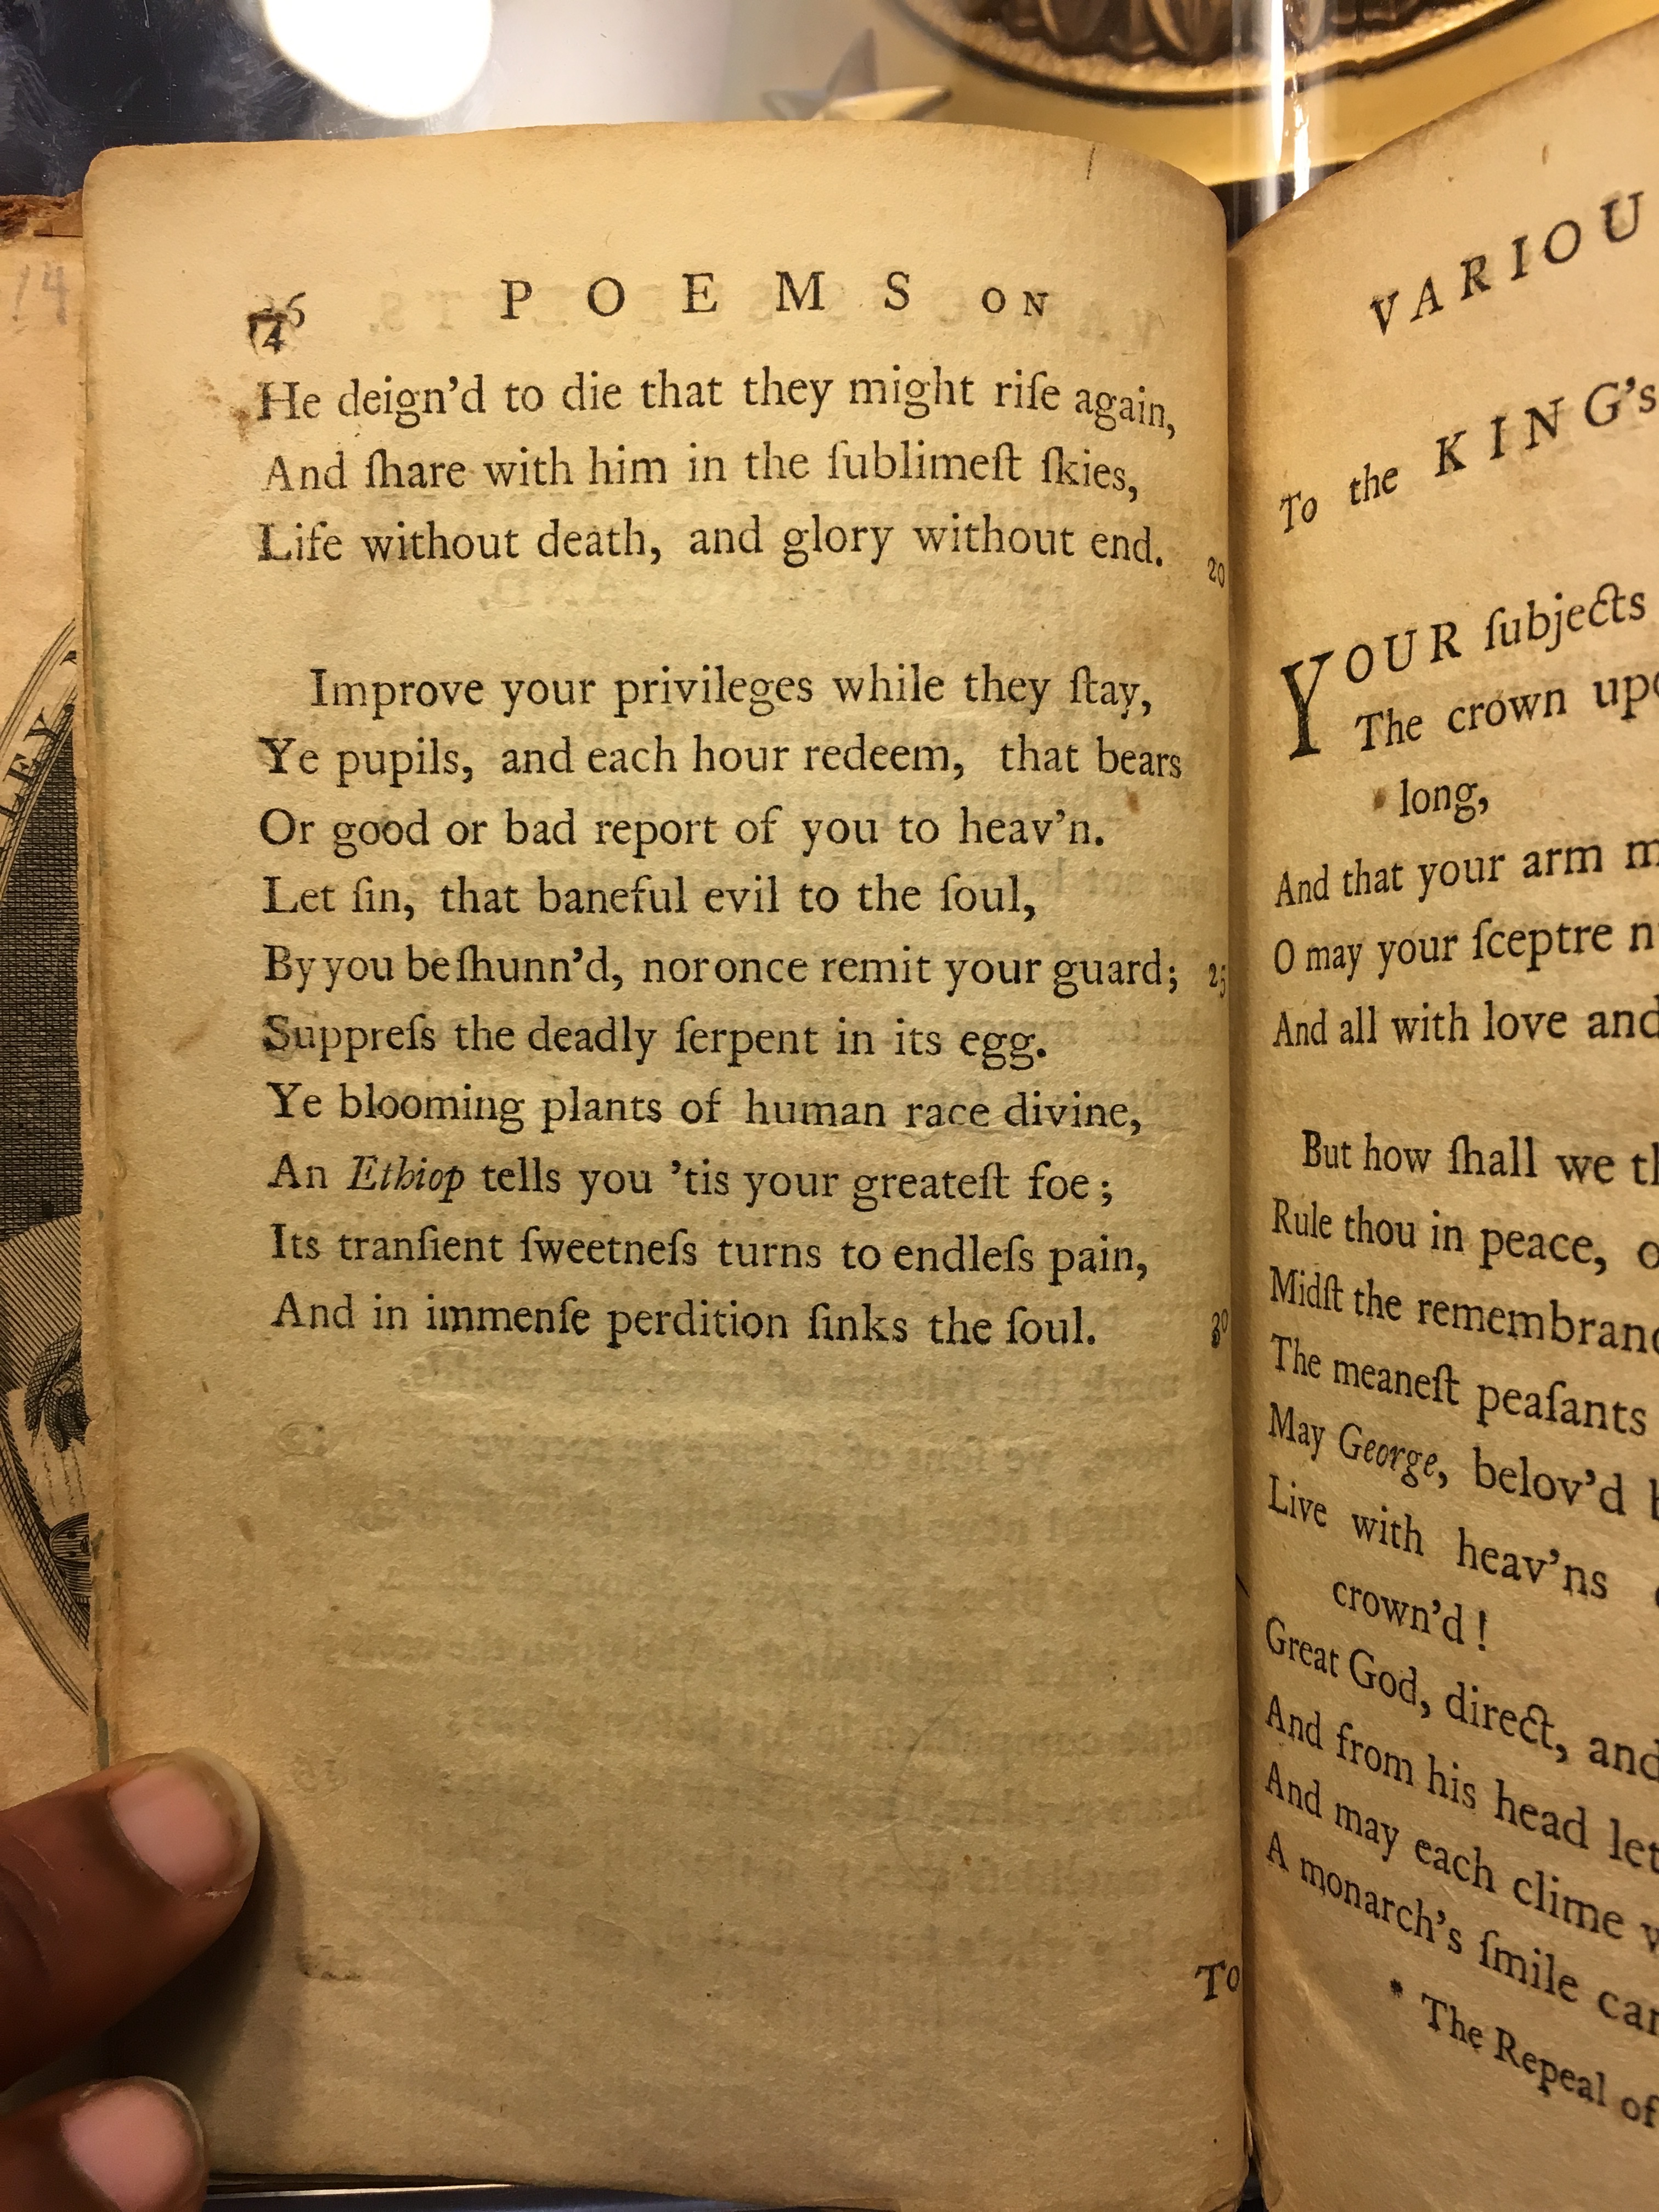 14
LEY,
16
P O E M S ON
He deign'd to die that they might riſe again,
And ſhare with him in the ſublimeſt ſkies,
Life without death, and glory without end. 20
Improve your privileges while they ſtay,
Ye pupils, and each hour redeem, that bears
Or good or bad report of you to heav'n.
Let ſin, that baneful evil to the ſoul,
By you be ſhunn'd, nor once remit your guard; 25
Suppreſs the deadly ſerpent in its egg.
Ye blooming plants of human race divine,
An Ethiop tells you 'tis your greateſt foe;
Its tranſient ſweetneſs turns to endleſs pain,
And in immenſe perdition ſinks the ſoul. 30
To
VARIOU
To the KING's
YOUR ſubjects
The crown
long,
And that your arm
O may your ſceptre
And all with love and
But how ſhall we
Rule thou in peace,
Midſt the
The meaneſt peaſants
May George, belov'd
Live with heav'ns
crown'd!
Great God, direct, and
And from his head let
And may each clime
A monarch's ſmile
* The Repeal of